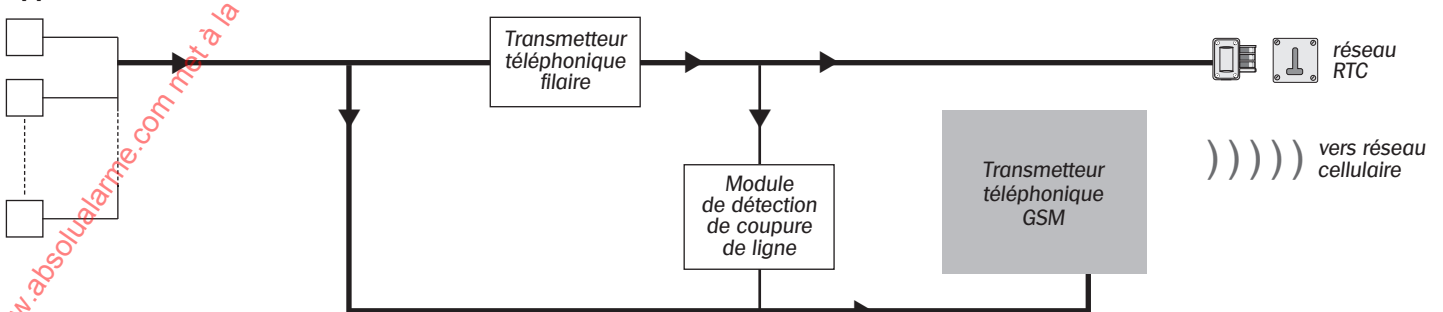 Transmetteur
téléphonique
filaire
réseau
RTC
Module
de détection
de coupure
de ligne
Transmetteur
téléphonique
GSM
vers réseau
cellulaire
absolualarme.com met à la